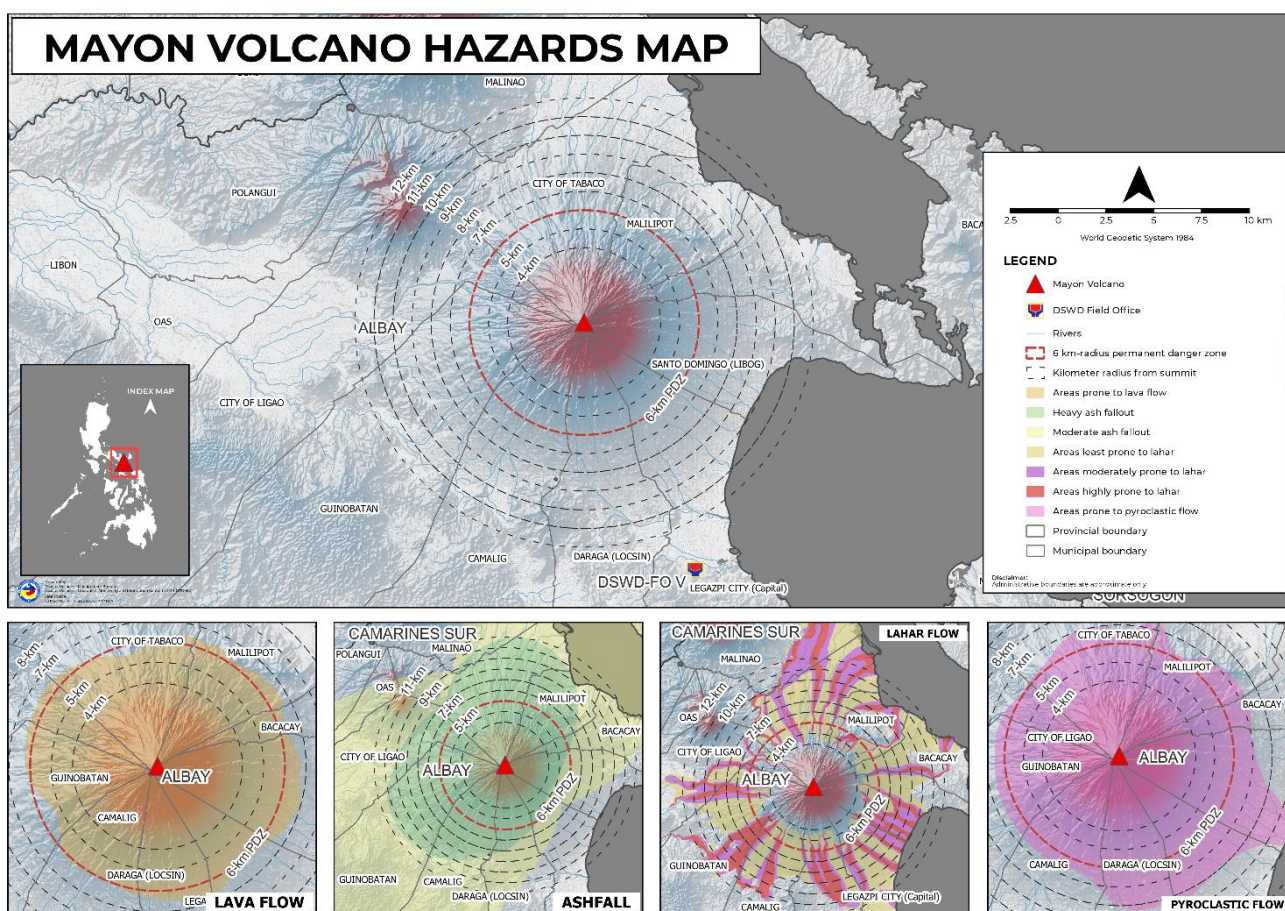 MAYON VOLCANO HAZARDS MAP
MALINAO
POLANGUI
12-km
11-km
10-km
9-km
8-km
7-km
5-km
4-km
CITY OF TABACO
MALILIPOT
LIBON
OAS
ALBAY
SANTO DOMINGO (LIBOG)
6-km PDZ
CITY OF LIGAO
GUINOBATAN
CAMALIG
DARAGA (LOCSIN)
DSWD-FO V
LEGAZPI CITY (Capital)
SORSOGON
INDEX MAP
2.5 0 2.5 5 7.5 10 km
World Geodetic System 1984
LEGEND
Mayon Volcano
DSWD Field Office
Rivers
6 km-radius permanent danger zone
Kilometer radius from summit
Areas prone to lava flow
Heavy ash fallout
Moderate ash fallout
Areas least prone to lahar
Areas moderately prone to lahar
Areas highly prone to lahar
Areas prone to pyroclastic flow
Provincial boundary
Municipal boundary
Disclaimer:
Administrative boundaries are approximate only
8-km
7-km
5-km
4-km
CITY OF TABACO
MALILIPOT
BACACAY
GUINOBATAN
ALBAY
CAMALIG
6-km PDZ
DARAGA (LOCSIN)
LEGA
LAVA FLOW
CAMARINES SUR
POLANGUI
MALINAO
OAS
11-km
9-km
7-km
5-km
MALILIPOT
BACACAY
CITY OF LIGAO
ALBAY
6-km PDZ
GUINOBATAN
CAMALIG
DARAGA (LOCSIN)
ASHFALL
CAMARINES SUR
LAHAR FLOW
MALINAO
OAS
12-km
10-km
7-km
4-km
MALILIPOT
CITY OF LIGAO
BACACAY
ALBAY
6-km PDZ
GUINOBATAN
CAMALIG
LEGAZPI CITY (Capital)
8-km
7-km
5-km
4-km
CITY OF TABACO
MALILIPOT
BACACAY
CITY OF LIGAO
GUINOBATAN
ALBAY
6-km PDZ
CAMALIG
DARAGA (LOCSIN)
PYROCLASTIC FLOW